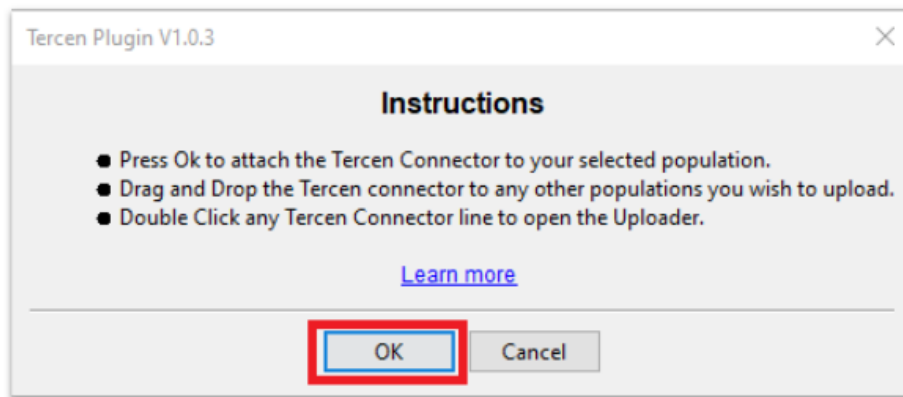 Tercen Plugin V1.0.3
Instructions
Press Ok to attach the Tercen Connector to your selected population.
Drag and Drop the Tercen connector to any other populations you wish to upload.
Double Click any Tercen Connector line to open the Uploader.
Learn more
OK
Cancel